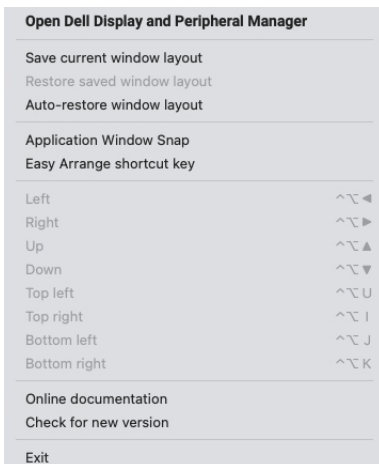 Open Dell Display and Peripheral Manager
Save current window layout
Restore saved window layout
Auto-restore window layout
Application Window Snap
Easy Arrange shortcut key
Left ^⌥◀
Right ^⌥▶
Up ^⌥▲
Down ^⌥▼
Top left ^⌥U
Top right ^⌥I
Bottom left ^⌥J
Bottom right ^⌥K
Online documentation
Check for new version
Exit